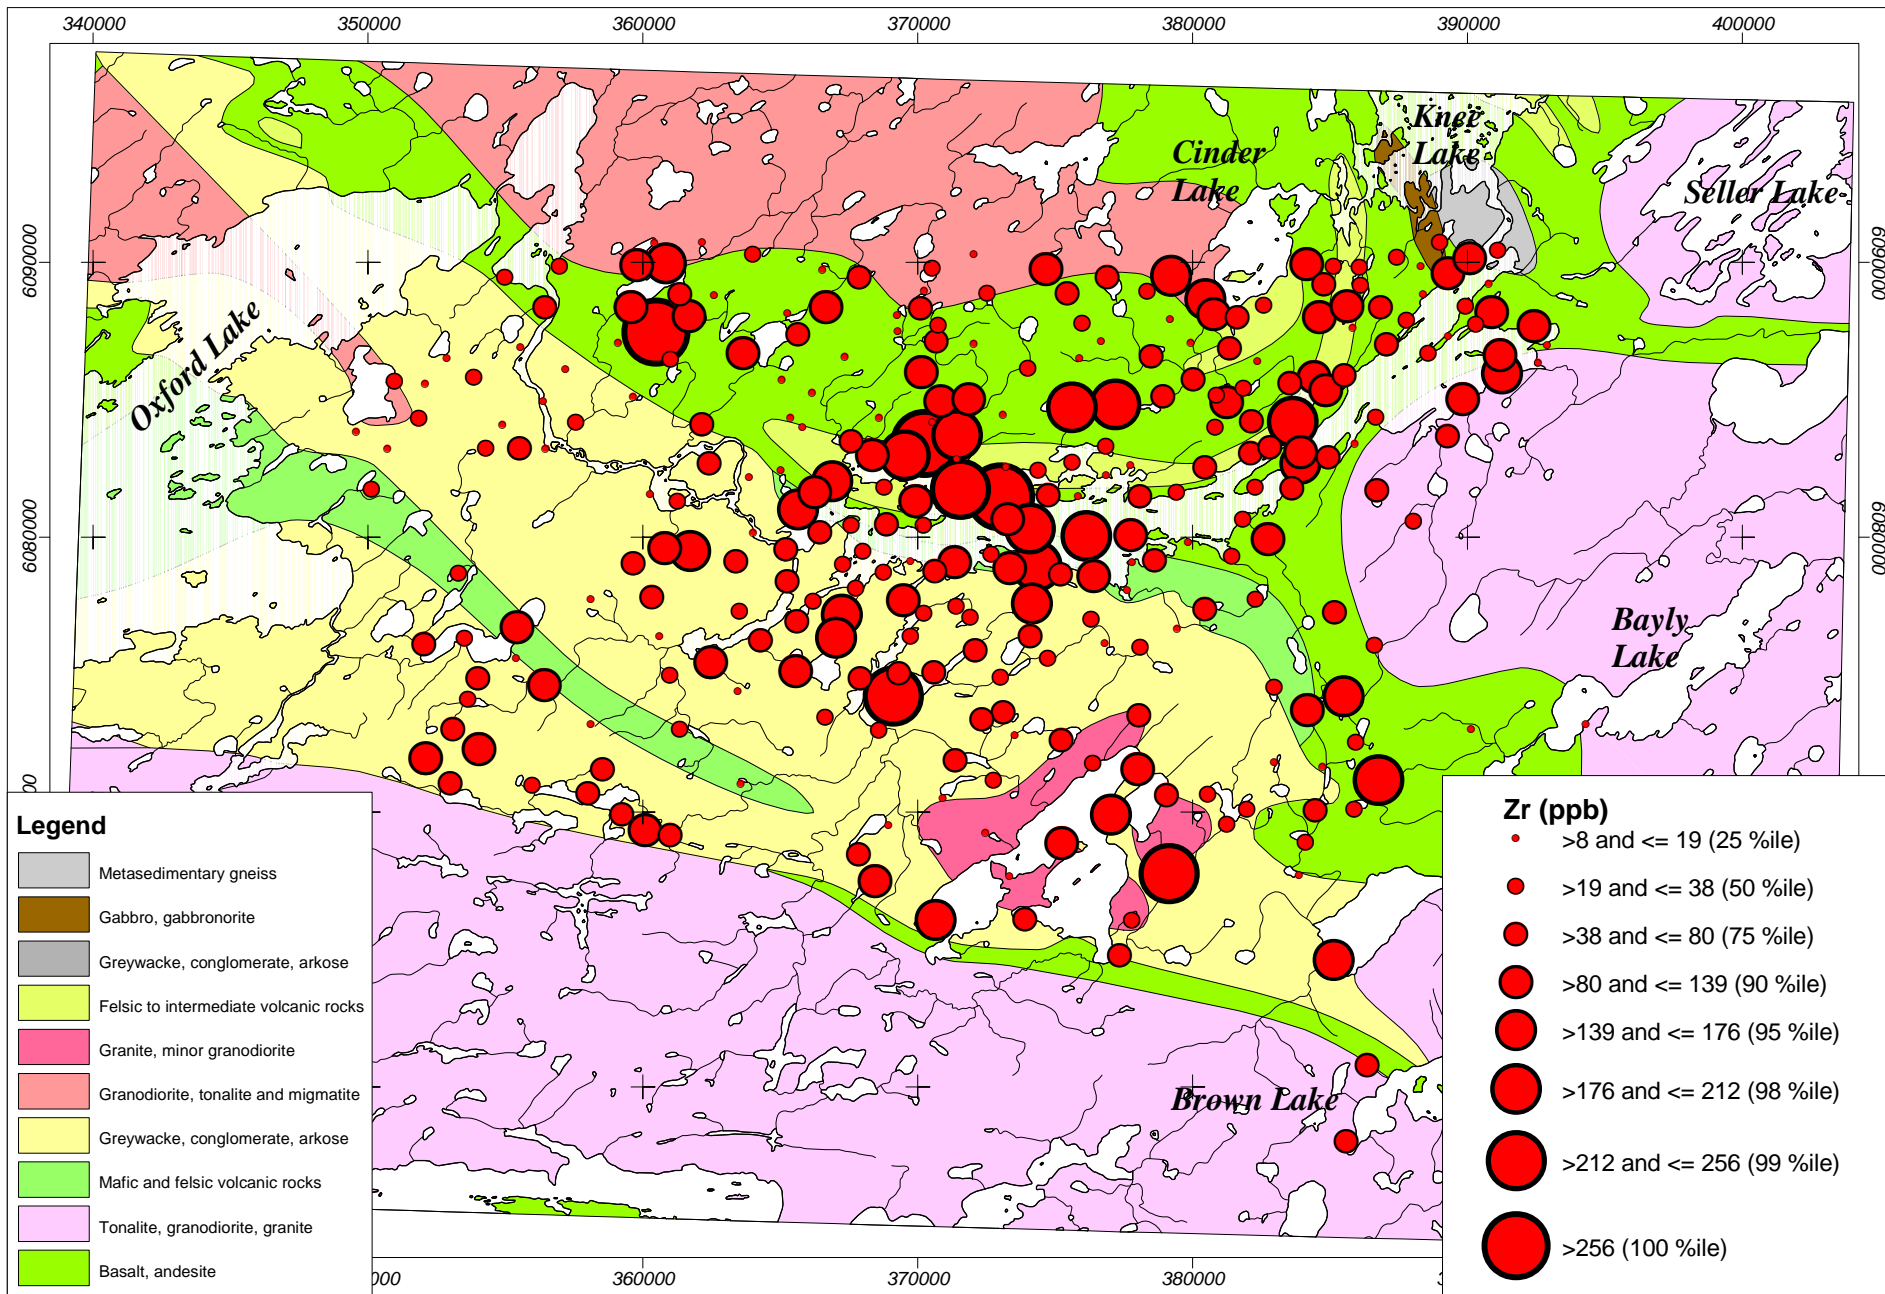 340000 350000 360000 370000 380000 390000 400000
6090000
6090000
6080000
6080000
Knee
Lake
Cinder
Lake
Seller Lake
Oxford Lake
Bayly
Lake
Brown Lake
00
Legend
Metasedimentary gneiss
Gabbro, gabbronorite
Greywacke, conglomerate, arkose
Felsic to intermediate volcanic rocks
Granite, minor granodiorite
Granodiorite, tonalite and migmatite
Greywacke, conglomerate, arkose
Mafic and felsic volcanic rocks
Tonalite, granodiorite, granite
Basalt, andesite
Zr (ppb)
>8 and <= 19 (25 %ile)
>19 and <= 38 (50 %ile)
>38 and <= 80 (75 %ile)
>80 and <= 139 (90 %ile)
>139 and <= 176 (95 %ile)
>176 and <= 212 (98 %ile)
>212 and <= 256 (99 %ile)
>256 (100 %ile)
0000 360000 370000 380000